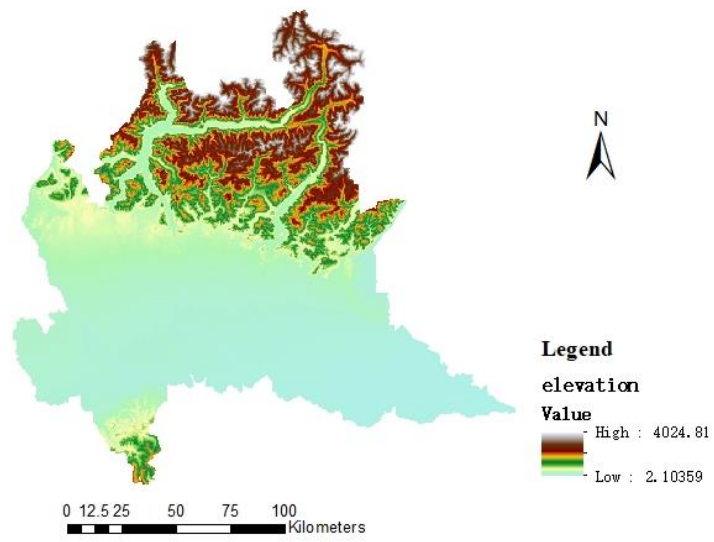 N
Legend
elevation
Value
High : 4024.81
Low : 2.10359
0 12.5 25 50 75 100
Kilometers